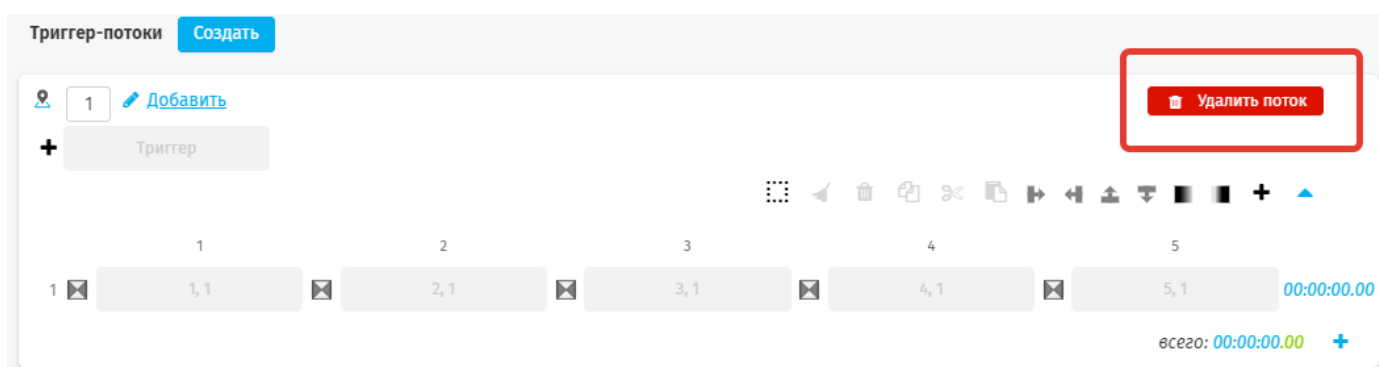 Триггер-потоки Создать
1 Добавить Удалить поток
Триггер
1 2 3 4 5
1 1, 1 2, 1 3, 1 4, 1 5, 1 00:00:00.00
всего: 00:00:00.00